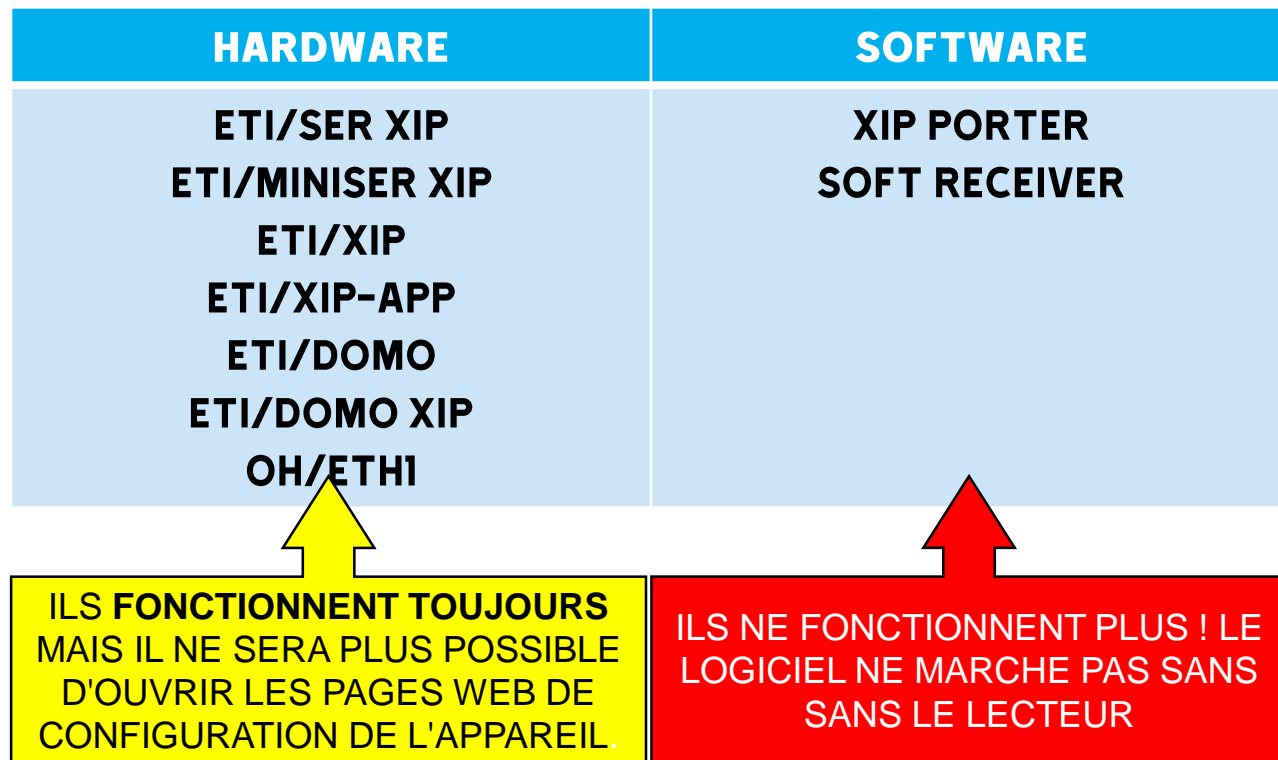 HARDWARE
SOFTWARE
ETI/SER XIP
ETI/MINISER XIP
ETI/XIP
ETI/XIP-APP
ETI/DOMO
ETI/DOMO XIP
OH/ETH1
XIP PORTER
SOFT RECEIVER
ILS FONCTIONNENT TOUJOURS
MAIS IL NE SERA PLUS POSSIBLE
D'OUVRIR LES PAGES WEB DE
CONFIGURATION DE L'APPAREIL.
ILS NE FONCTIONNENT PLUS ! LE
LOGICIEL NE MARCHE PAS SANS
SANS LE LECTEUR